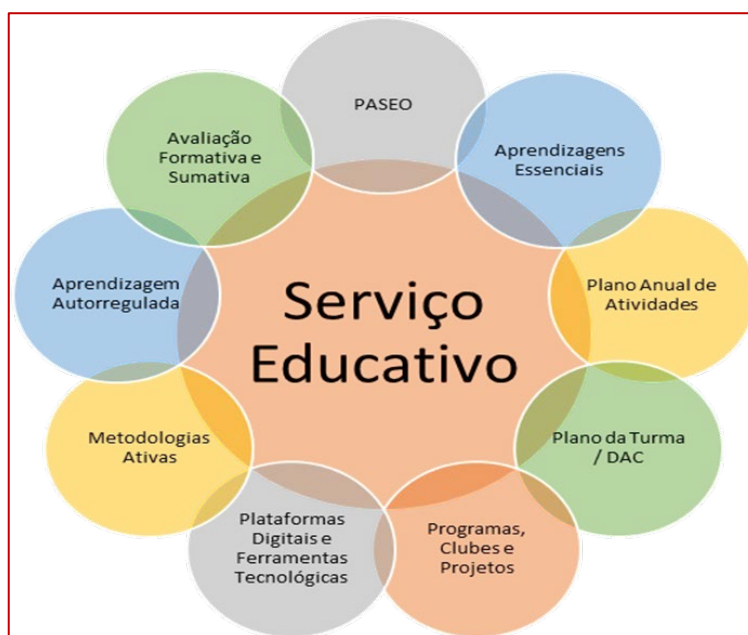 PASEO
Aprendizagens
Essenciais
Plano Anual de
Atividades
Plano da Turma
/ DAC
Programas,
Clubes e
Projetos
Plataformas
Digitais e
Ferramentas
Tecnológicas
Metodologias
Ativas
Aprendizagem
Autorregulada
Avaliação
Formativa e
Sumativa
Serviço
Educativo